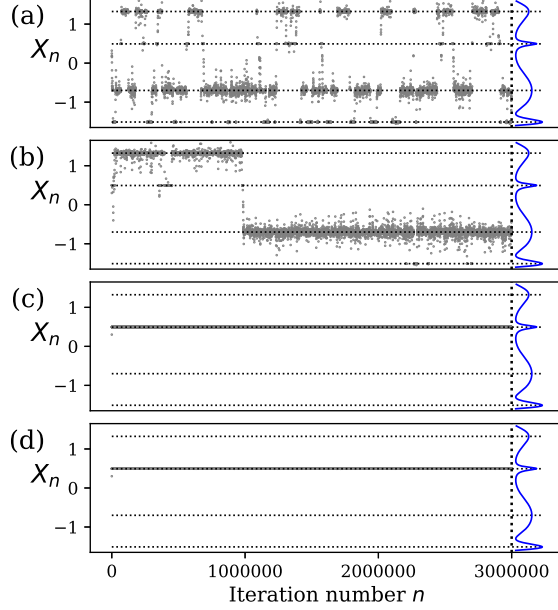 (a)
X_n
1
0
−1
(b)
X_n
1
0
−1
(c)
X_n
1
0
−1
(d)
X_n
1
0
−1
0 1000000 2000000 3000000
Iteration number n